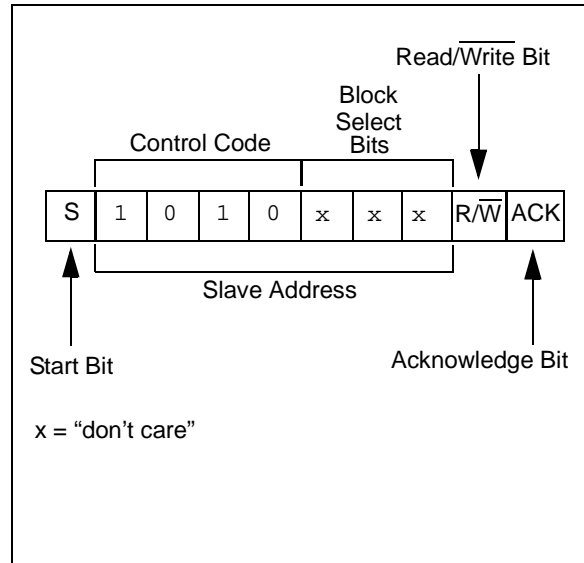 Read/Write Bit
Block
Select
Bits
Control Code
S 1 0 1 0 x x x R/W ACK
Slave Address
Start Bit
Acknowledge Bit
x = “don’t care”